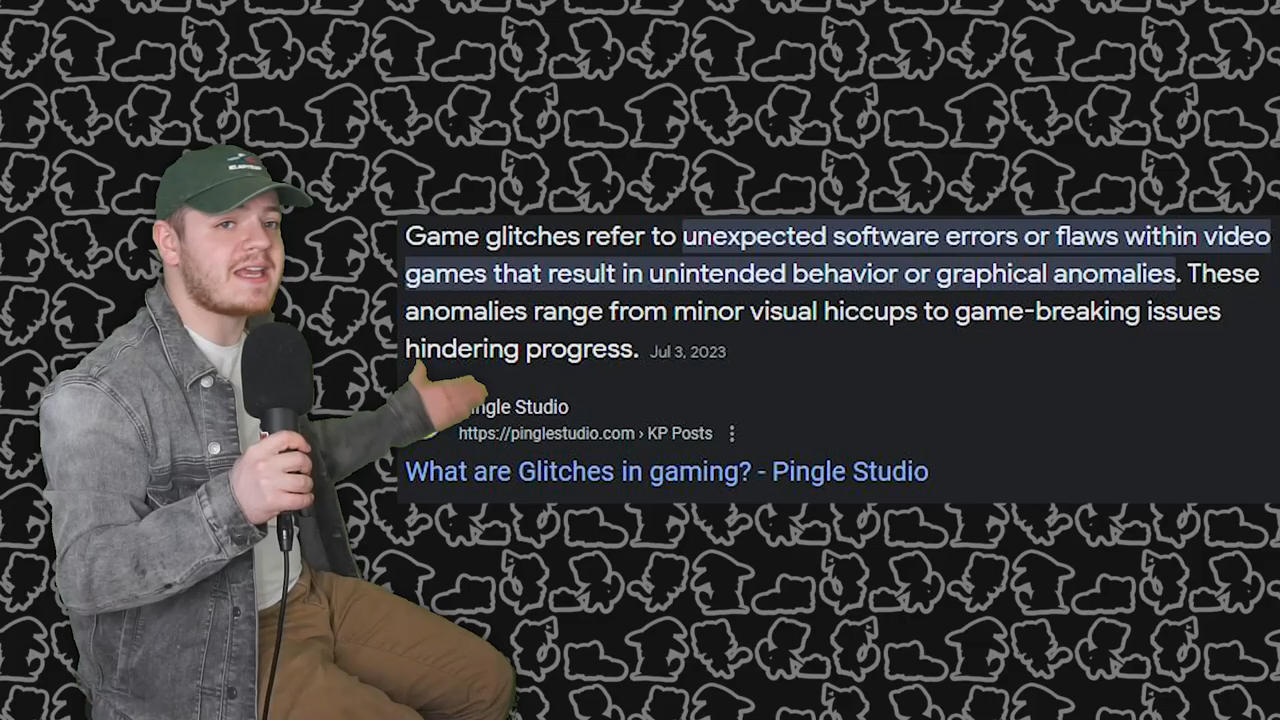 Game glitches refer to unexpected software errors or flaws within video
games that result in unintended behavior or graphical anomalies. These
anomalies range from minor visual hiccups to game-breaking issues
hindering progress. Jul 3, 2023
ngle Studio
https://pinglestudio.com › KP Posts
What are Glitches in gaming? - Pingle Studio